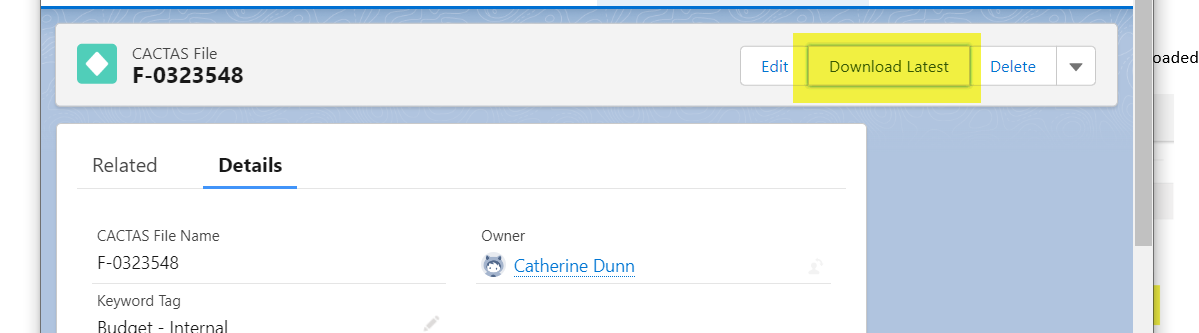 CACTAS File
F-0323548
Edit
Download Latest
Delete
oaded
Related
Details
CACTAS File Name
F-0323548
Owner
Catherine Dunn
Keyword Tag
Budget - Internal